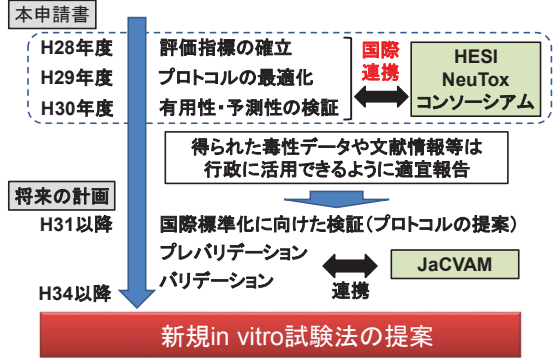 本申請書
H28年度 評価指標の確立
H29年度 プロトコルの最適化
H30年度 有用性・予測性の検証
国際
連携
HESI
NeuTox
コンソーシアム
得られた毒性データや文献情報等は
行政に活用できるように適宜報告
将来の計画
H31以降 国際標準化に向けた検証(プロトコルの提案)
プレバリデーション
バリデーション
連携
JaCVAM
H34以降
新規in vitro試験法の提案